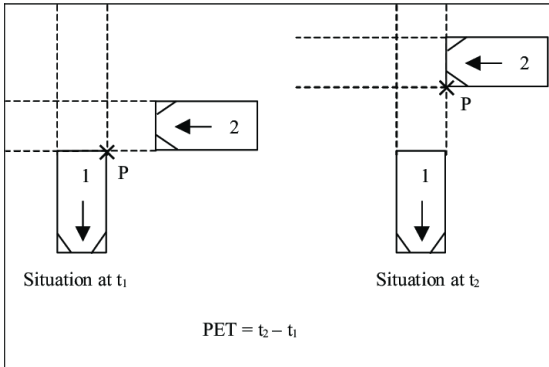 2
P
1
Situation at t1
2
P
1
Situation at t2
PET = t2 – t1